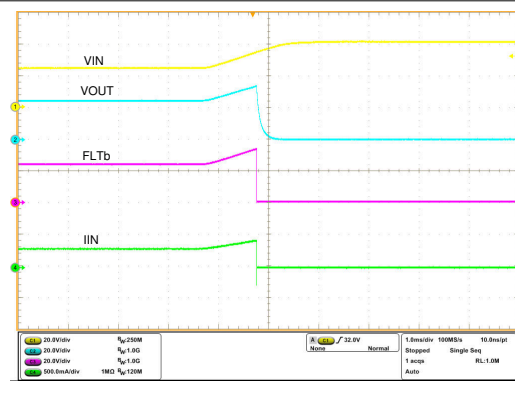 VIN
VOUT
1
2
FLTb
3
IIN
4
C1 20.0V/div BW:250M
C2 20.0V/div BW:1.0G
C3 20.0V/div BW:1.0G
C4 500.0mA/div 1MΩ BW:120M
A C1 32.0V
None Normal
1.0ms/div 100MS/s 10.0ns/pt
Stopped Single Seq
1 acqs RL:1.0M
Auto